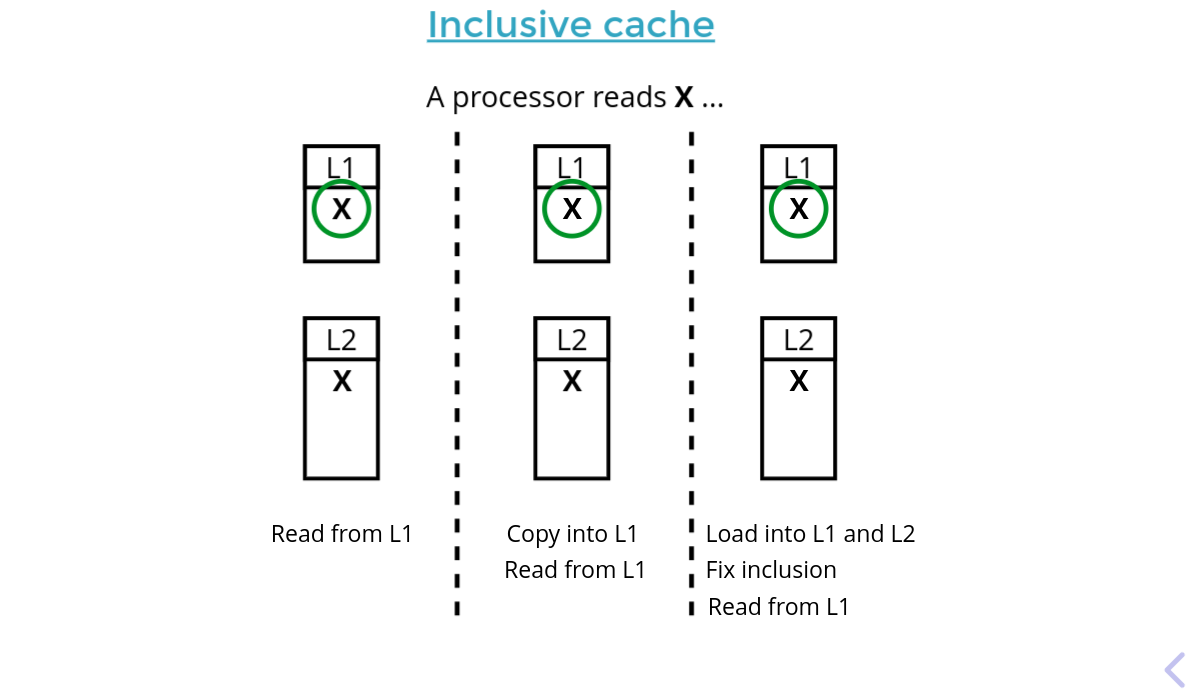 Inclusive cache
A processor reads X ...
L1
X
L2
X
Read from L1
L1
X
L2
X
Copy into L1
Read from L1
L1
X
L2
X
Load into L1 and L2
Fix inclusion
Read from L1